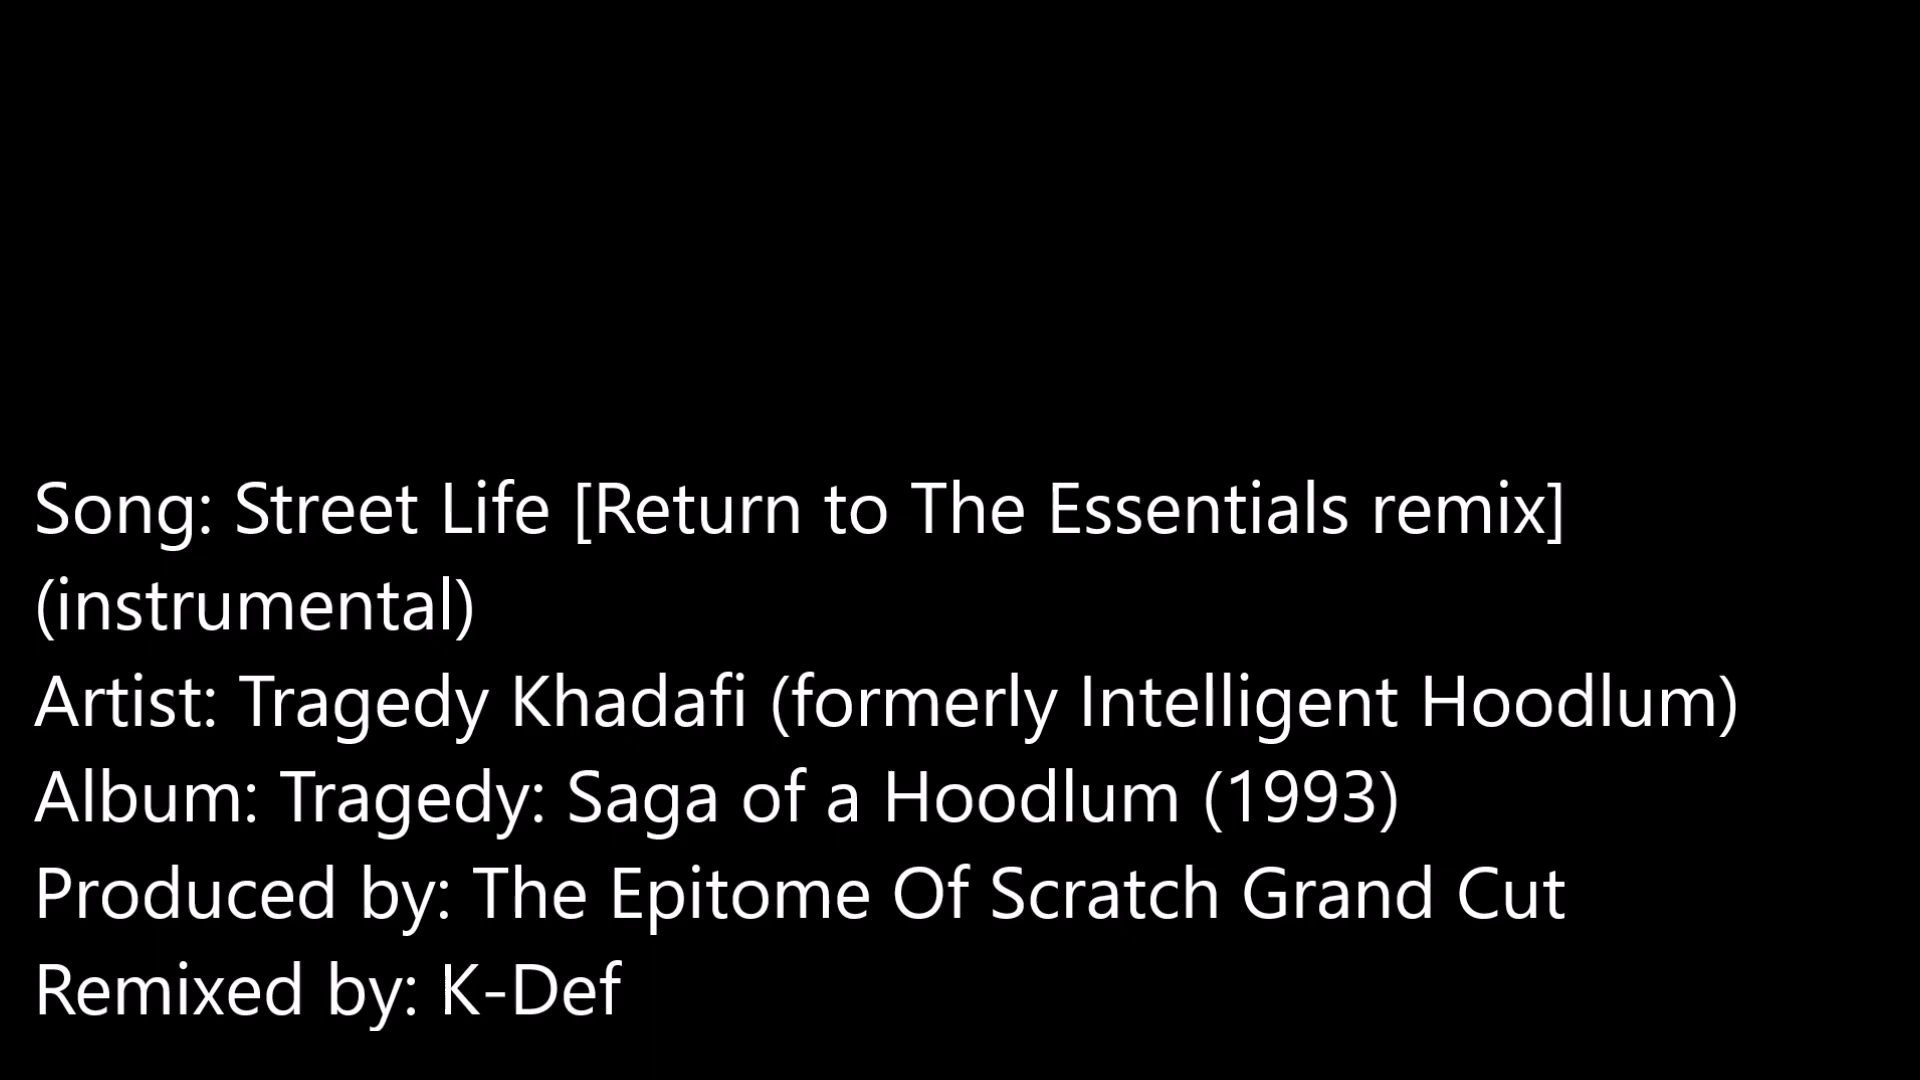 Song: Street Life [Return to The Essentials remix]
(instrumental)
Artist: Tragedy Khadafi (formerly Intelligent Hoodlum)
Album: Tragedy: Saga of a Hoodlum (1993)
Produced by: The Epitome Of Scratch Grand Cut
Remixed by: K-Def